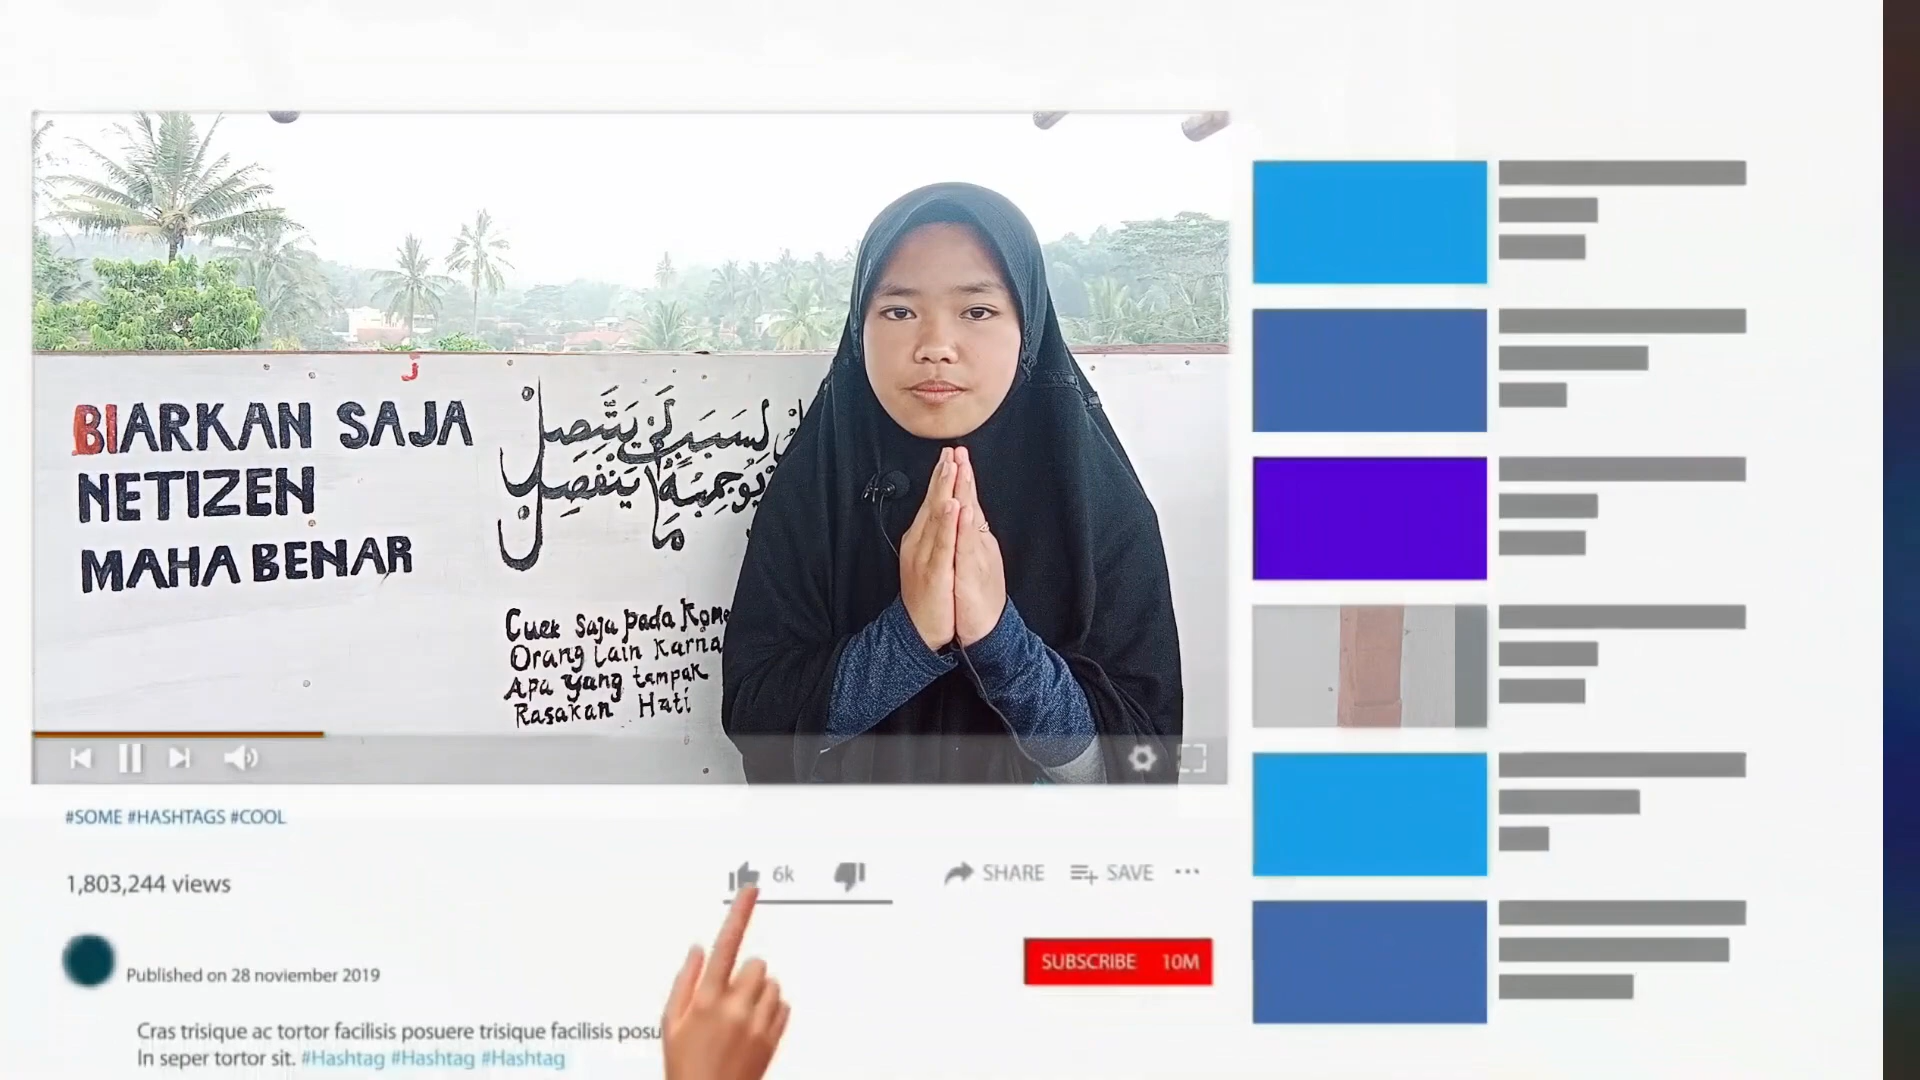 BIARKAN SAJA
NETIZEN
MAHA BENAR
Cuek Saja pada Kome
Orang lain Karna
Apa yang tampak
Rasakan Hati
#SOME #HASHTAGS #COOL
1,803,244 views
6k
SHARE
SAVE
Published on 28 noviember 2019
SUBSCRIBE 10M
Cras trisique ac tortor facilisis posuere trisique facilisis posu
In seper tortor sit. #Hashtag #Hashtag #Hashtag